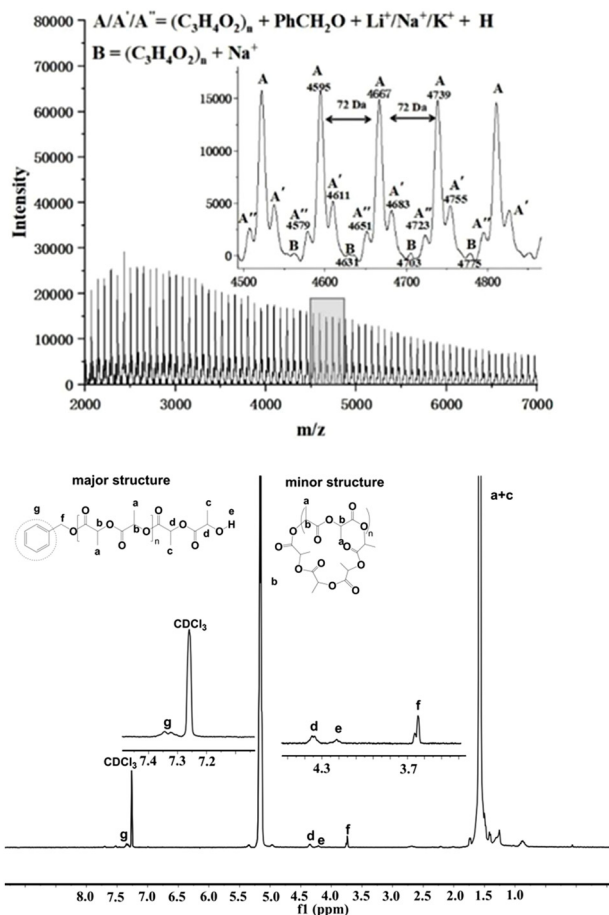 A/A'/A''= (C₃H₄O₂)ₙ + PhCH₂O + Li⁺/Na⁺/K⁺ + H
B = (C₃H₄O₂)ₙ + Na⁺
80000
70000
60000
50000
40000
30000
20000
10000
0
Intensity
2000 3000 4000 5000 6000 7000
m/z
15000
10000
5000
0
A A A A A
4595 4667 4739
72 Da 72 Da
A'' A' A'' A' A'' A' A'' A' A'' A'
4579 4611 4651 4683 4723 4755
B B B B
4631 4703 4775
4500 4600 4700 4800
major structure
g f O O a O c e
O b O b O d O d O H
a O n c O
minor structure
a
b O b O
O O n
O a O
O O O
O O O
b
a+c
CDCl₃
g
7.4 7.3 7.2
d e f
4.3 3.7
CDCl₃
g d e f
8.0 7.5 7.0 6.5 6.0 5.5 5.0 4.5 4.0 3.5 3.0 2.5 2.0 1.5 1.0
f1 (ppm)